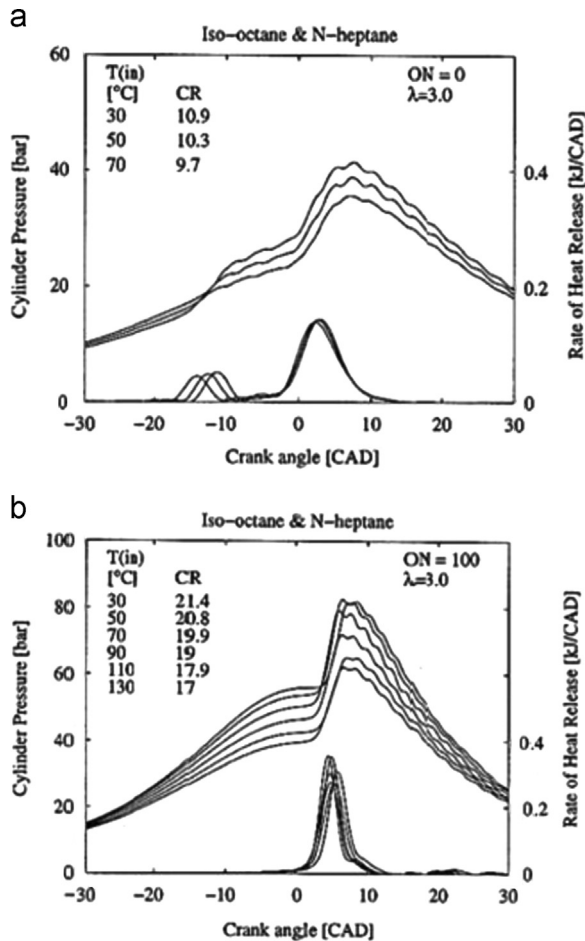 a
Iso-octane & N-heptane
T(in)
[°C] CR
30 10.9
50 10.3
70 9.7
ON = 0
λ=3.0
60
40
20
0
Cylinder Pressure [bar]
0.4
0.2
0
Rate of Heat Release [kJ/CAD]
-30 -20 -10 0 10 20 30
Crank angle [CAD]
b
Iso-octane & N-heptane
T(in)
[°C] CR
30 21.4
50 20.8
70 19.9
90 19
110 17.9
130 17
ON = 100
λ=3.0
100
80
60
40
20
0
Cylinder Pressure [bar]
0.4
0.2
0
Rate of Heat Release [kJ/CAD]
-30 -20 -10 0 10 20 30
Crank angle [CAD]